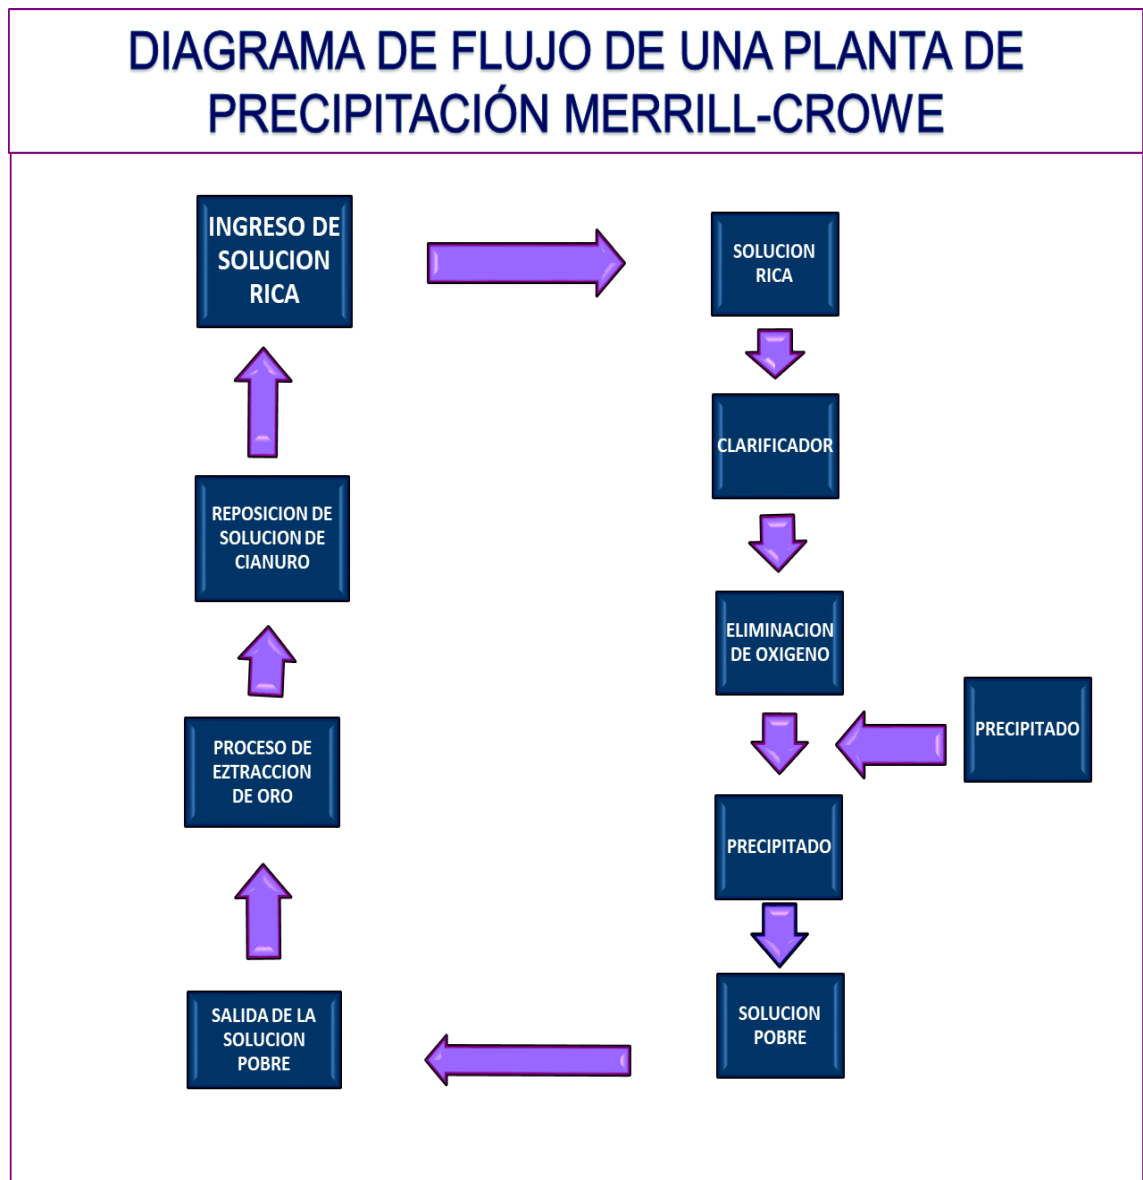 DIAGRAMA DE FLUJO DE UNA PLANTA DE
PRECIPITACIÓN MERRILL-CROWE
INGRESO DE
SOLUCION
RICA
SOLUCION
RICA
CLARIFICADOR
REPOSICION DE
SOLUCION DE
CIANURO
ELIMINACION
DE OXIGENO
PRECIPITADO
PROCESO DE
EZTRACCION
DE ORO
PRECIPITADO
SALIDA DE LA
SOLUCION
POBRE
SOLUCION
POBRE